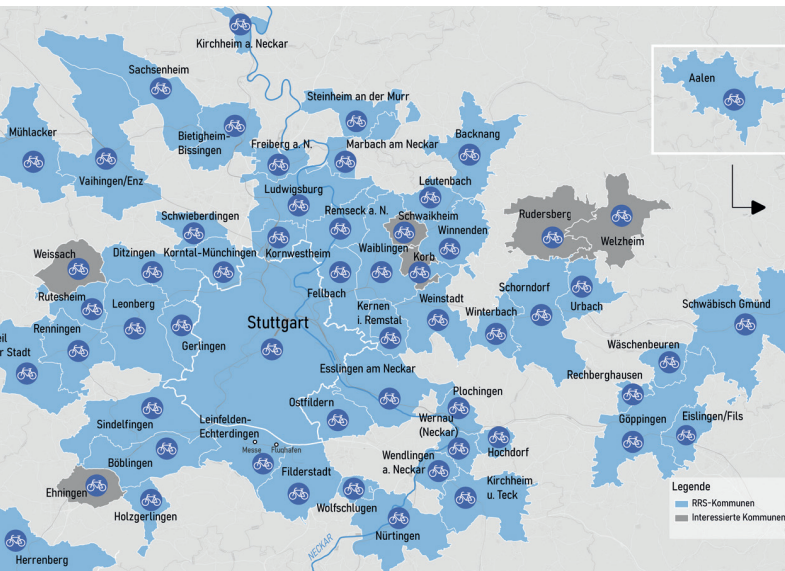 Kirchheim a. Neckar
Sachsenheim
Aalen
Steinheim an der Murr
Mühlacker
Bietigheim-
Bissingen
Backnang
Freiberg a. N.
Marbach am Neckar
Vaihingen/Enz
Leutenbach
Ludwigsburg
Schwieberdingen
Remseck a. N.
Schwaikheim
Rudersberg
Winnenden
Welzheim
Weissach
Ditzingen
Korntal-Münchingen
Kornwestheim
Waiblingen
Korb
Rutesheim
Leonberg
Fellbach
Weinstadt
Schorndorf
Urbach
Schwäbisch Gmünd
Renningen
Stuttgart
Kernen
i. Remstal
Winterbach
Gerlingen
Wäschenbeuren
eil
r Stadt
Esslingen am Neckar
Rechberghausen
Plochingen
Ostfildern
Sindelfingen
Leinfelden-
Echterdingen
Wernau
(Neckar)
Göppingen
Eislingen/Fils
Messe
Flughafen
Hochdorf
Böblingen
Wendlingen
a. Neckar
Filderstadt
Kirchheim
u. Teck
Ehningen
Wolfschlugen
Holzgerlingen
Nürtingen
NECKAR
Herrenberg
Legende
RRS-Kommunen
Interessierte Kommunen